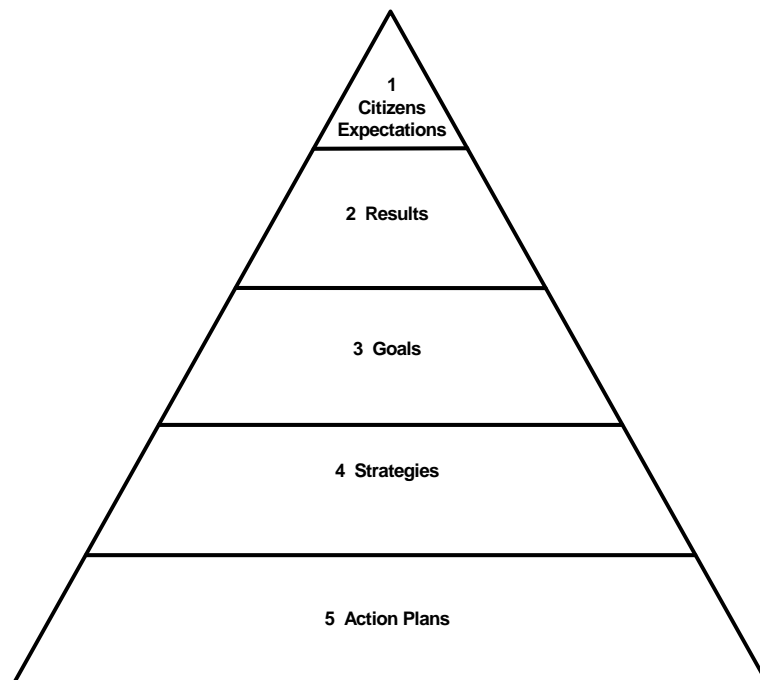 1
Citizens
Expectations
2 Results
3 Goals
4 Strategies
5 Action Plans